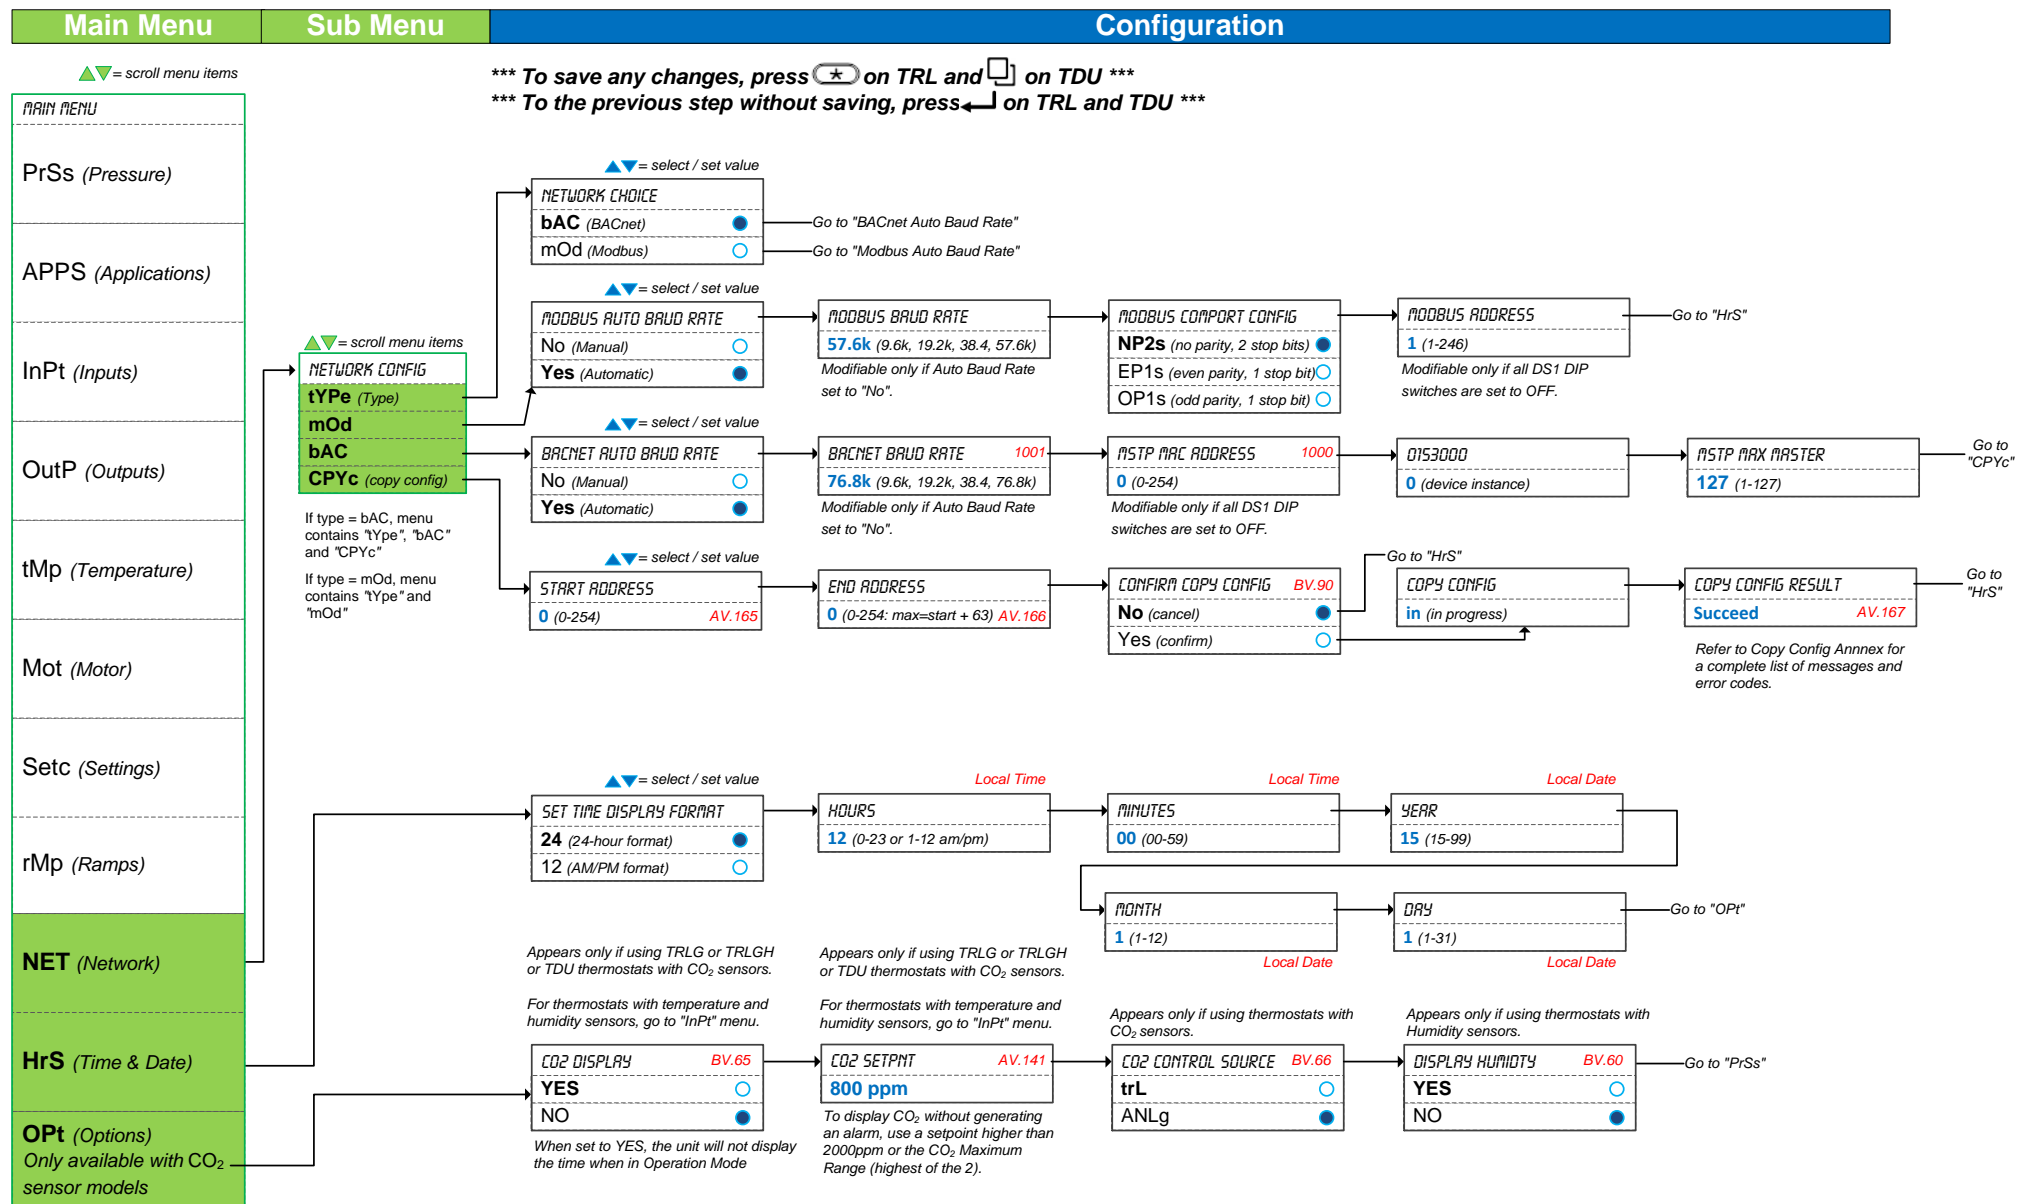 Main Menu
Sub Menu
Configuration
= scroll menu items
*** To save any changes, press on TRL and on TDU ***
*** To the previous step without saving, press on TRL and TDU ***
MAIN MENU
PrSs (Pressure)
APPS (Applications)
InPt (Inputs)
OutP (Outputs)
tMp (Temperature)
Mot (Motor)
Setc (Settings)
rMp (Ramps)
NET (Network)
HrS (Time & Date)
OPt (Options)
Only available with CO2
sensor models
= scroll menu items
NETWORK CONFIG
tYPe (Type)
mOd
bAC
CPYc (copy config)
If type = bAC, menu
contains "tYpe", "bAC"
and "CPYc"
If type = mOd, menu
contains "tYpe" and
"mOd"
= select / set value
NETWORK CHOICE
bAC (BACnet)
Go to "BACnet Auto Baud Rate"
mOd (Modbus)
Go to "Modbus Auto Baud Rate"
= select / set value
MODBUS AUTO BAUD RATE
No (Manual)
Yes (Automatic)
MODBUS BAUD RATE
57.6k (9.6k, 19.2k, 38.4, 57.6k)
Modifiable only if Auto Baud Rate
set to "No".
MODBUS COMPORT CONFIG
NP2s (no parity, 2 stop bits)
EP1s (even parity, 1 stop bit)
OP1s (odd parity, 1 stop bit)
MODBUS ADDRESS
1 (1-246)
Modifiable only if all DS1 DIP
switches are set to OFF.
Go to "HrS"
= select / set value
BACNET AUTO BAUD RATE
No (Manual)
Yes (Automatic)
BACNET BAUD RATE 1001
76.8k (9.6k, 19.2k, 38.4, 76.8k)
Modifiable only if Auto Baud Rate
set to "No".
MSTP MAC ADDRESS 1000
0 (0-254)
Modifiable only if all DS1 DIP
switches are set to OFF.
0153000
0 (device instance)
MSTP MAX MASTER
127 (1-127)
Go to
"CPYc"
= select / set value
START ADDRESS
0 (0-254) AV.165
END ADDRESS
0 (0-254: max=start + 63) AV.166
CONFIRM COPY CONFIG BV.90
No (cancel)
Yes (confirm)
Go to "HrS"
COPY CONFIG
in (in progress)
COPY CONFIG RESULT
Succeed AV.167
Refer to Copy Config Annnex for
a complete list of messages and
error codes.
Go to
"HrS"
= select / set value
SET TIME DISPLAY FORMAT
24 (24-hour format)
12 (AM/PM format)
Local Time
HOURS
12 (0-23 or 1-12 am/pm)
Local Time
MINUTES
00 (00-59)
Local Date
YEAR
15 (15-99)
MONTH
1 (1-12)
Local Date
DAY
1 (1-31)
Local Date
Go to "OPt"
Appears only if using TRLG or TRLGH
or TDU thermostats with CO2 sensors.
For thermostats with temperature and
humidity sensors, go to "InPt" menu.
CO2 DISPLAY BV.65
YES
NO
When set to YES, the unit will not display
the time when in Operation Mode
Appears only if using TRLG or TRLGH
or TDU thermostats with CO2 sensors.
For thermostats with temperature and
humidity sensors, go to "InPt" menu.
CO2 SETPNT AV.141
800 ppm
To display CO2 without generating
an alarm, use a setpoint higher than
2000ppm or the CO2 Maximum
Range (highest of the 2).
Appears only if using thermostats with
CO2 sensors.
CO2 CONTROL SOURCE BV.66
trL
ANLg
Appears only if using thermostats with
Humidity sensors.
DISPLAY HUMIDTY BV.60
YES
NO
Go to "PrSs"